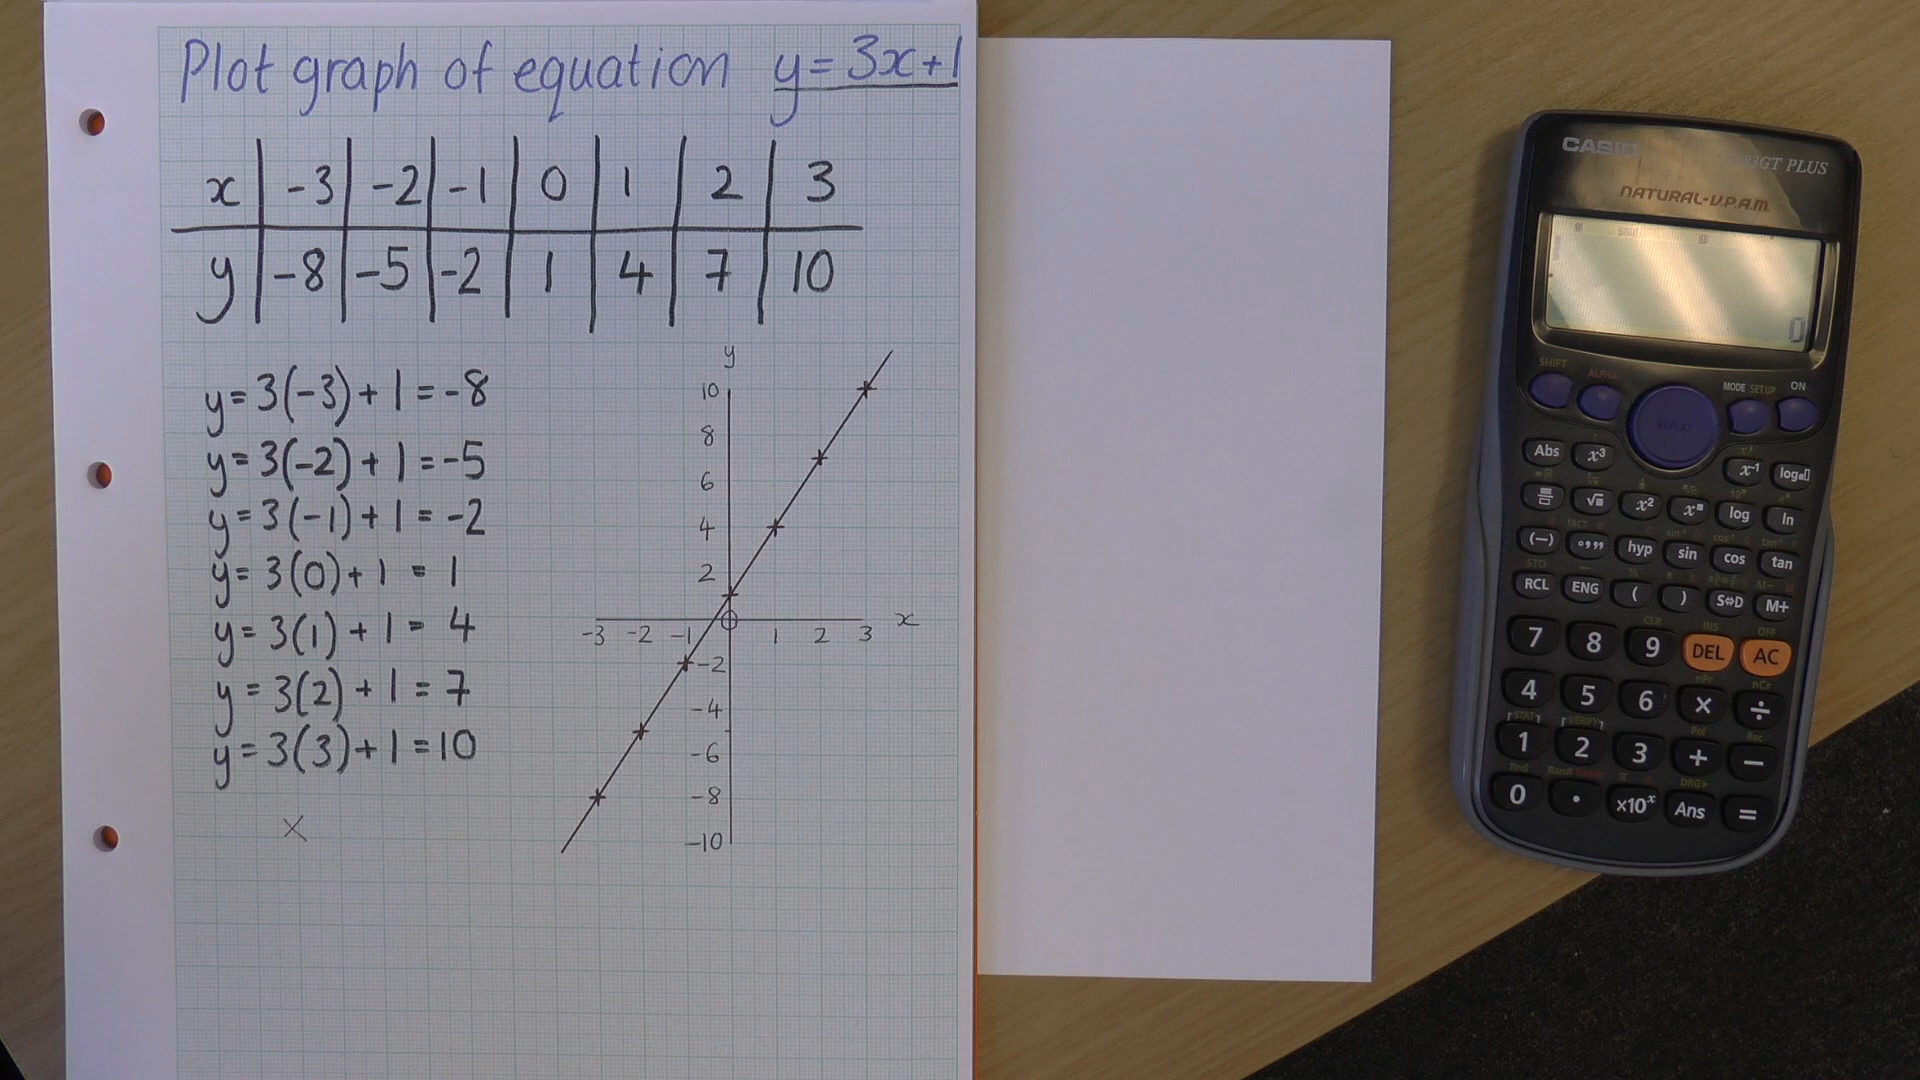 Plot graph of equation y=3x+1
x -3 -2 -1 0 1 2 3
y -8 -5 -2 1 4 7 10
y=3(-3)+1=-8
y=3(-2)+1=-5
y=3(-1)+1=-2
y=3(0)+1=1
y=3(1)+1=4
y=3(2)+1=7
y=3(3)+1=10
x
y
10
8
6
4
2
-3 -2 -1 0 1 2 3 x
-2
-4
-6
-8
-10
CASIO 83GT PLUS
NATURAL-V.P.A.M.
0
SHIFT ALPHA MODE SETUP ON
REPLAY
Abs x³ x⁻¹ log
√ x² log ln
(−) °,,, hyp sin cos tan
RCL ENG ( ) S⇔D M+
7 8 9 DEL AC
4 5 6 × ÷
1 2 3 + −
0 . ×10ˣ Ans =